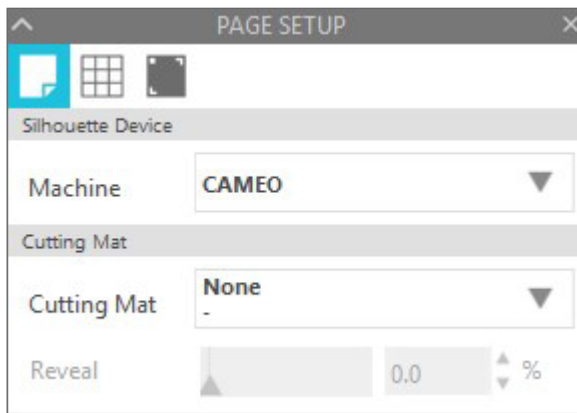 PAGE SETUP
Silhouette Device
Machine CAMEO
Cutting Mat
Cutting Mat None
-
Reveal 0.0 %